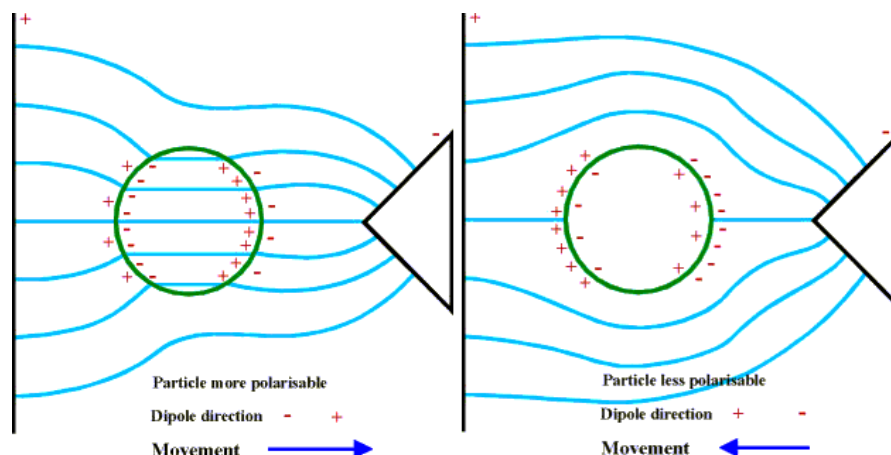 Particle more polarisable
Dipole direction - +
Movement
Particle less polarisable
Dipole direction + -
Movement